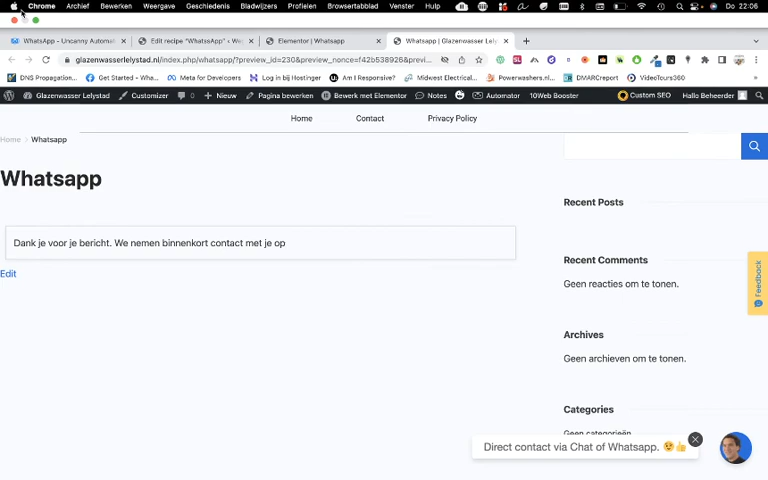 Chrome Archief Bewerken Weergave Geschiedenis Bladwijzers Profielen Browsertabblad Venster Help Do 22:06
WhatsApp - Uncanny Automat Edit recipe "WhatssApp" ‹ We Elementor | Whatsapp Whatsapp | Glazenwasser Lely
glazenwasserlelystad.nl/index.php/whatsapp/?preview_id=230&preview_nonce=f42b538926&previ...
DNS Propagation... Get Started - Wha... Meta for Developers Log in bij Hostinger Am I Responsive? Midwest Electrical... Powerwashers.nl... DMARCreport VideoTours360 »
Glazenwasser Lelystad Customizer 0 Nieuw Pagina bewerken Bewerk met Elementor Notes Automator 10Web Booster Custom SEO Hallo Beheerder
Home Contact Privacy Policy
Home › Whatsapp
Whatsapp
Dank je voor je bericht. We nemen binnenkort contact met je op
Edit
Recent Posts
Recent Comments
Geen reacties om te tonen.
Archives
Geen archieven om te tonen.
Categories
Geen categorieën
Feedback
Direct contact via Chat of Whatsapp. 😉👍